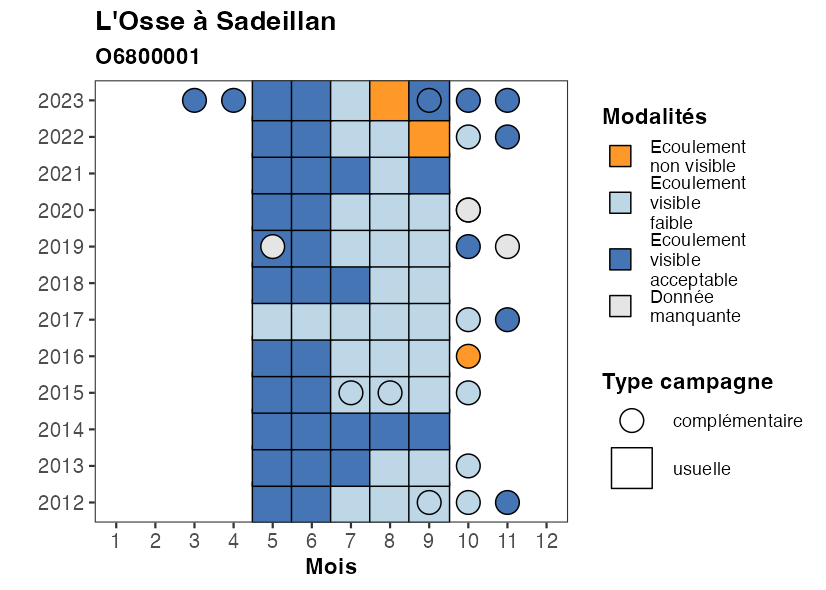 L'Osse à Sadeillan
O6800001
2023
2022
2021
2020
2019
2018
2017
2016
2015
2014
2013
2012
1 2 3 4 5 6 7 8 9 10 11 12
Mois
Modalités
Ecoulement
non visible
Ecoulement
visible
faible
Ecoulement
visible
acceptable
Donnée
manquante
Type campagne
complémentaire
usuelle